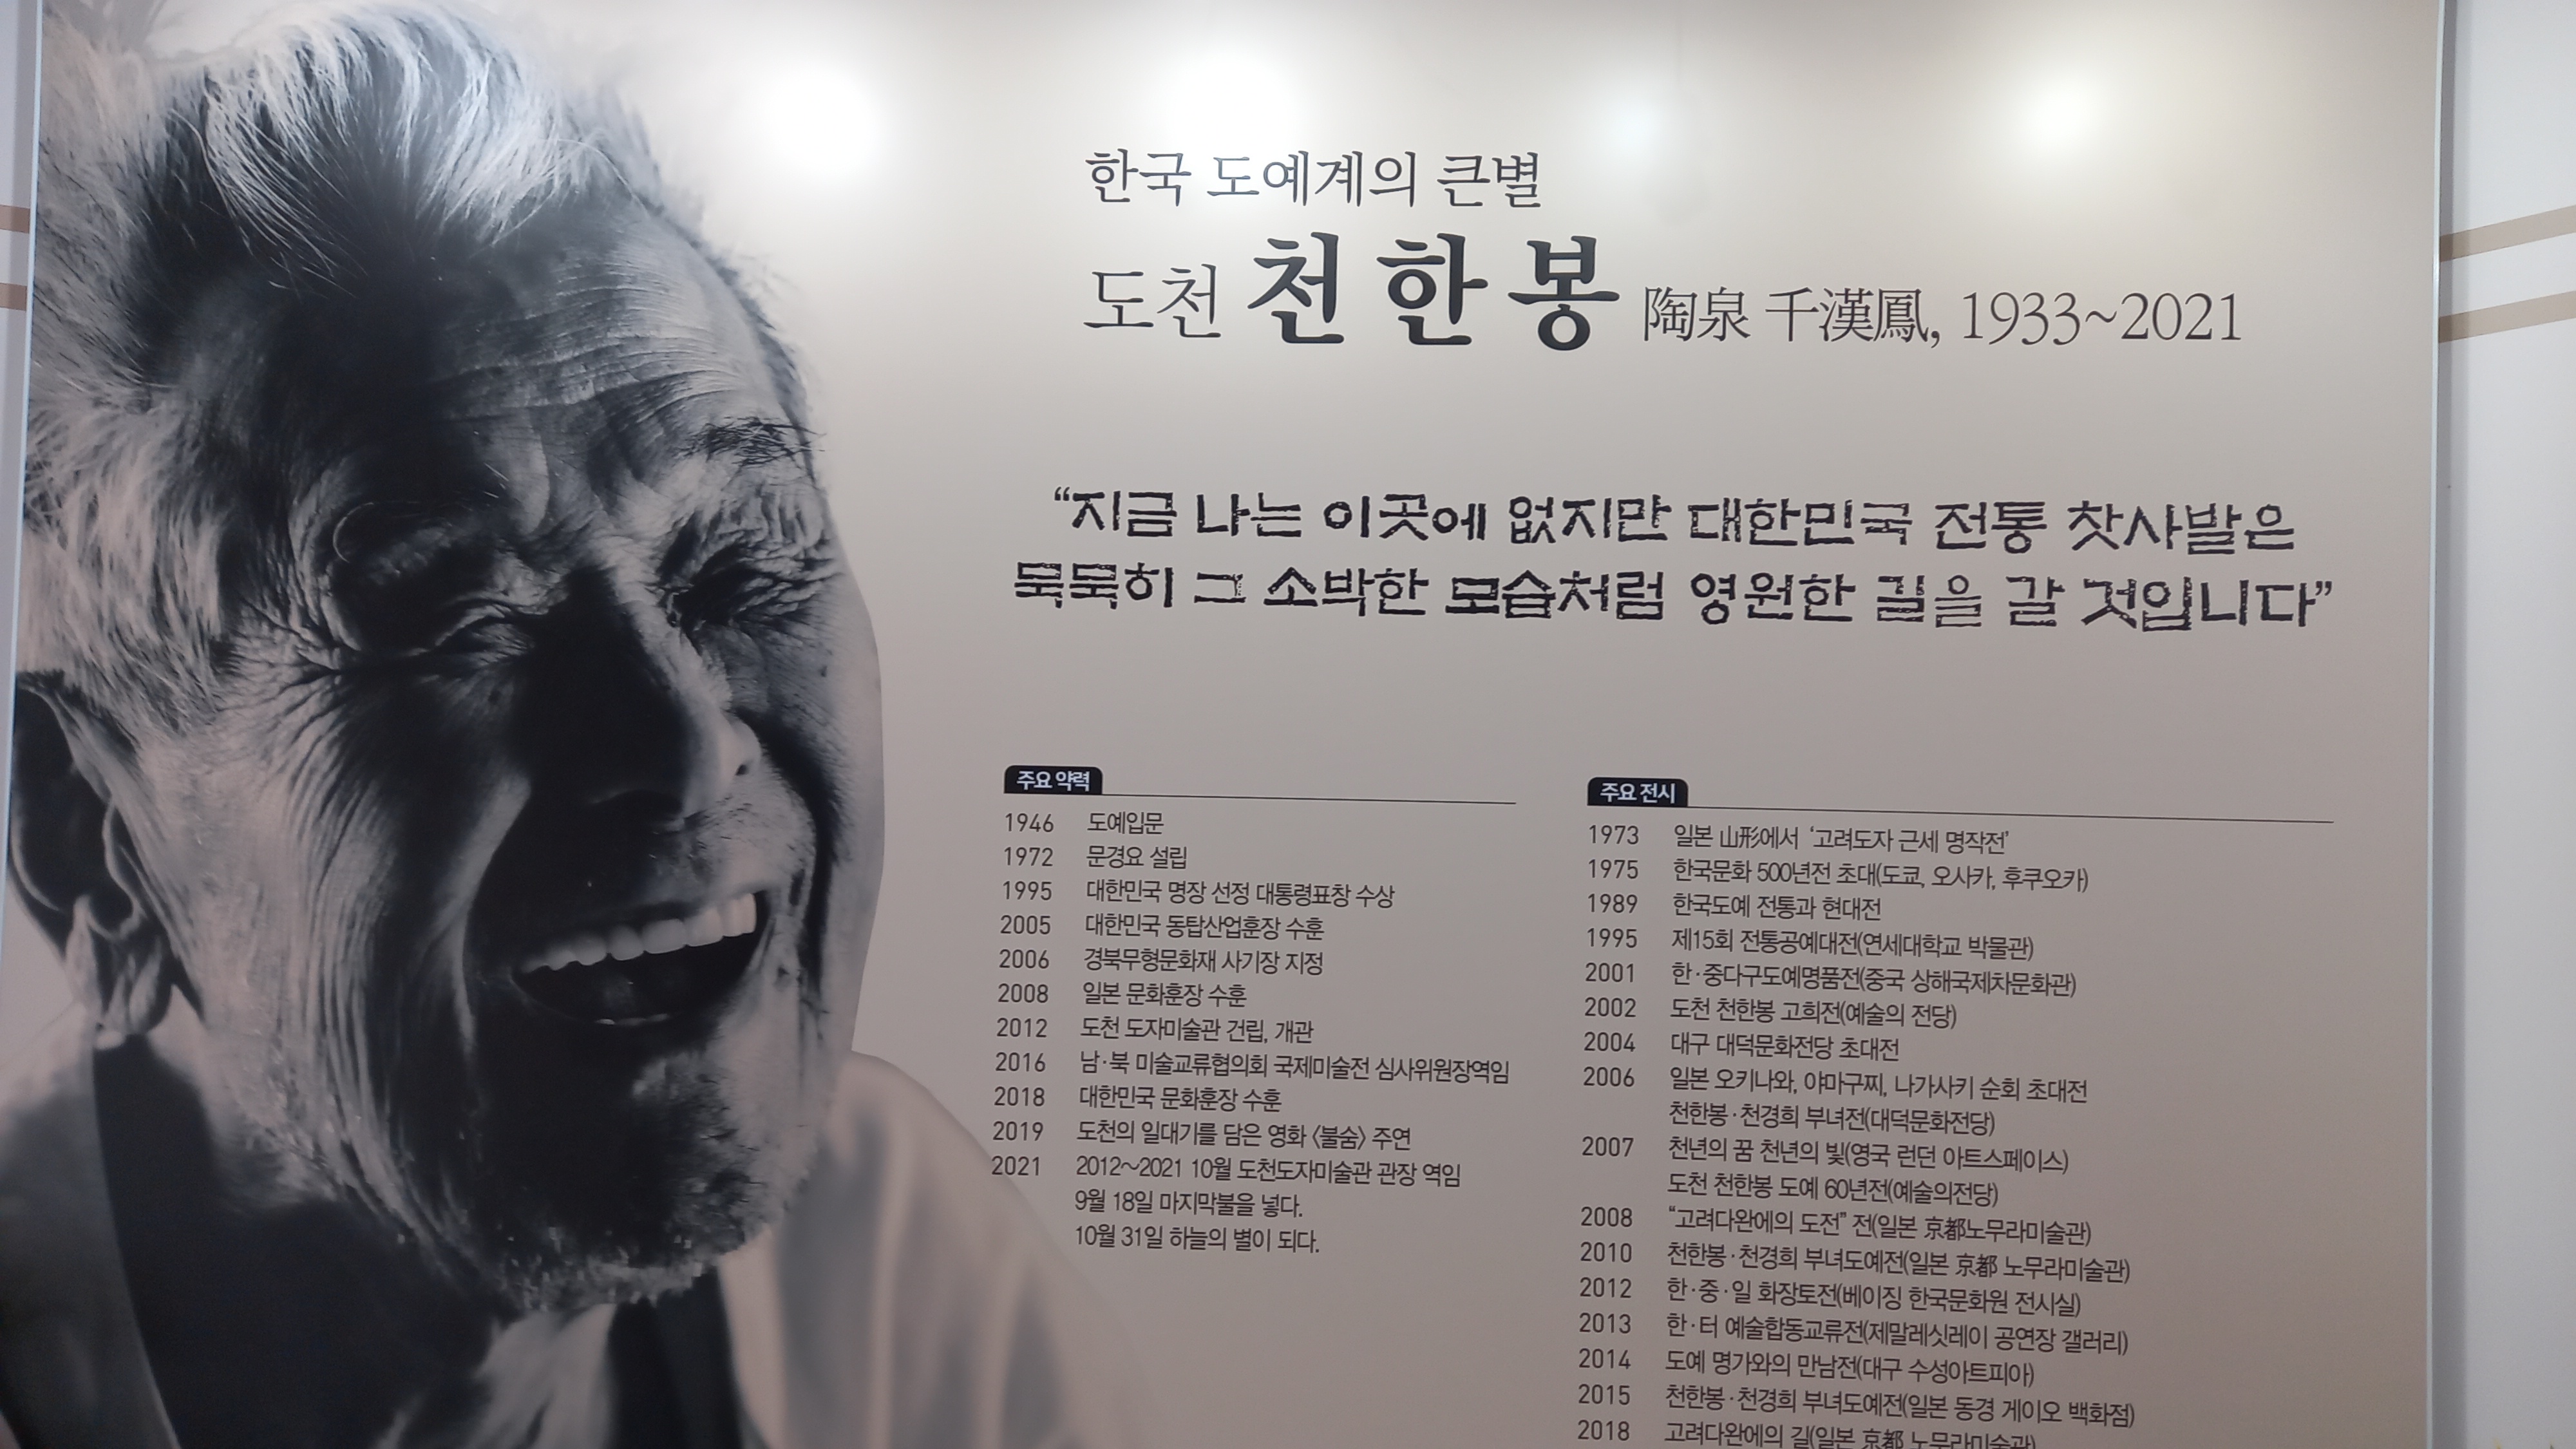 한국 도예계의 큰별
도천 천한봉 陶泉 千漢鳳, 1933~2021
“지금 나는 이곳에 없지만 대한민국 전통 찻사발은
묵묵히 그 소박한 모습처럼 영원한 길을 갈 것입니다”
주요 약력
1946 도예입문
1972 문경요 설립
1995 대한민국 명장 선정 대통령표창 수상
2005 대한민국 동탑산업훈장 수훈
2006 경북무형문화재 사기장 지정
2008 일본 문화훈장 수훈
2012 도천 도자미술관 건립, 개관
2016 남·북 미술교류협의회 국제미술전 심사위원장역임
2018 대한민국 문화훈장 수훈
2019 도천의 일대기를 담은 영화 <불숨> 주연
2021 2012~2021 10월 도천도자미술관 관장 역임
9월 18일 마지막불을 넣다.
10월 31일 하늘의 별이 되다.
주요 전시
1973 일본 山形에서 ‘고려도자 근세 명작전’
1975 한국문화 500년전 초대(도쿄, 오사카, 후쿠오카)
1989 한국도예 전통과 현대전
1995 제15회 전통공예대전(연세대학교 박물관)
2001 한·중다구도예명품전(중국 상해국제차문화관)
2002 도천 천한봉 고희전(예술의 전당)
2004 대구 대덕문화전당 초대전
2006 일본 오키나와, 야마구찌, 나가사키 순회 초대전
천한봉·천경희 부녀전(대덕문화전당)
2007 천년의 꿈 천년의 빛(영국 런던 아트스페이스)
도천 천한봉 도예 60년전(예술의전당)
2008 “고려다완에의 도전” 전(일본 京都노무라미술관)
2010 천한봉·천경희 부녀도예전(일본 京都 노무라미술관)
2012 한·중·일 화장토전(베이징 한국문화원 전시실)
2013 한·터 예술합동교류전(제말레싯레이 공연장 갤러리)
2014 도예 명가와의 만남전(대구 수성아트피아)
2015 천한봉·천경희 부녀도예전(일본 동경 게이오 백화점)
2018 고려다완에의 길(일본 京都 노무라미술관)